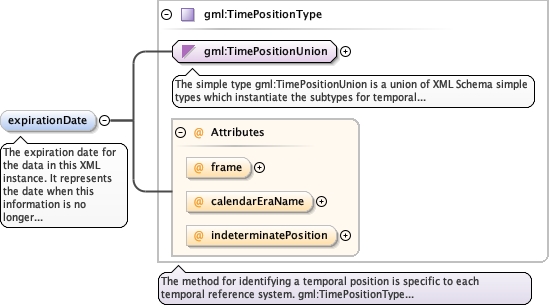 gml:TimePositionType
gml:TimePositionUnion
The simple type gml:TimePositionUnion is a union of XML Schema simple
types which instantiate the subtypes for temporal...
expirationDate
The expiration date for
the data in this XML
instance. It represents
the date when this
information is no
longer...
@ Attributes
@ frame
@ calendarEraName
@ indeterminatePosition
The method for identifying a temporal position is specific to each
temporal reference system. gml:TimePositionType...